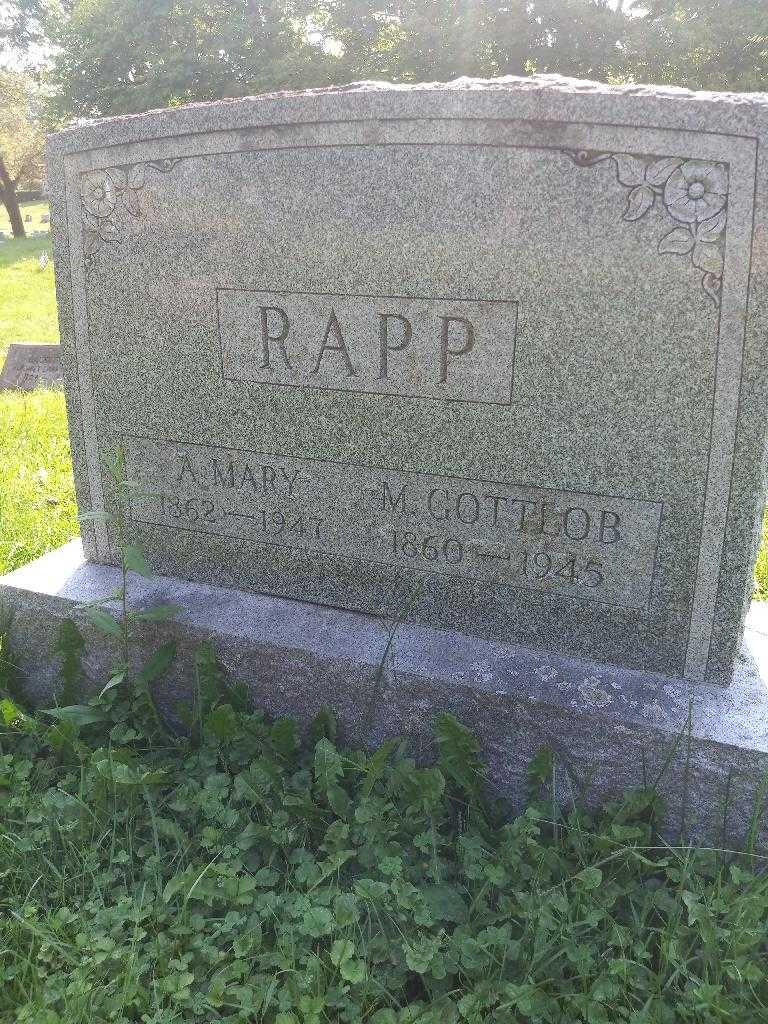 RAPP
A. MARY
1862 — 1947
M. GOTTLOB
1860 — 1945